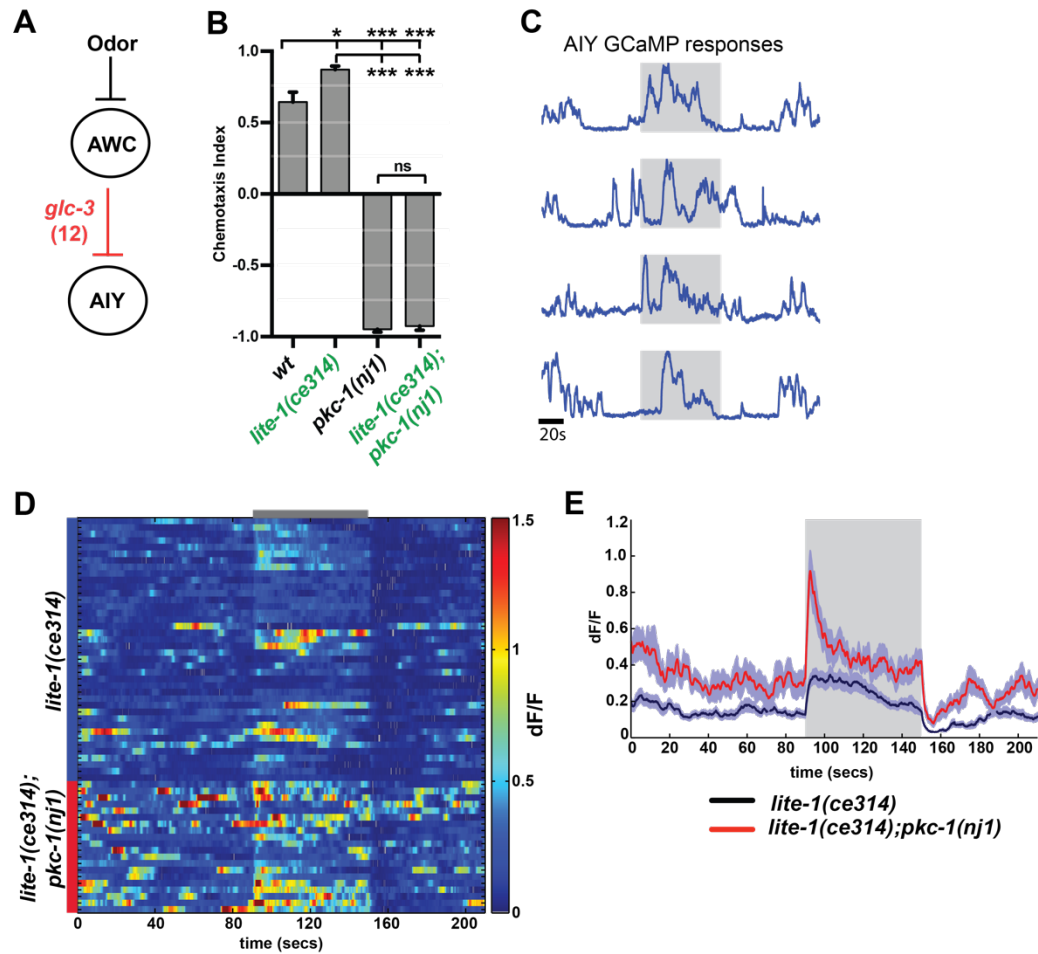 A
Odor
AWC
glc-3
(12)
AIY
B
* *** ***
*** ***
ns
1.0
0.5
0.0
-0.5
-1.0
Chemotaxis Index
wt
lite-1(ce314)
pkc-1(nj1)
lite-1(ce314);
pkc-1(nj1)
C
AIY GCaMP responses
20s
D
lite-1(ce314)
lite-1(ce314);
pkc-1(nj1)
0 40 80 120 160 200
time (secs)
1.5
1
0.5
0
dF/F
E
1.2
1.0
0.8
0.6
0.4
0.2
0
dF/F
0 20 40 60 80 100 120 140 160 180 200
time (secs)
lite-1(ce314)
lite-1(ce314);pkc-1(nj1)